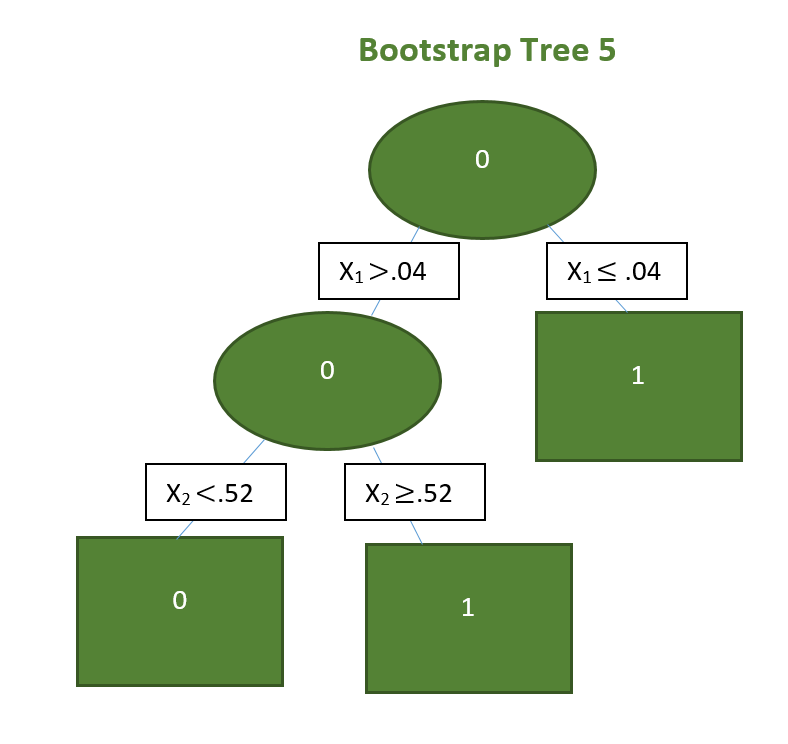 Bootstrap Tree 5
0
X₁ >.04
X₁ ≤ .04
0
1
X₂ <.52
X₂ ≥.52
0
1